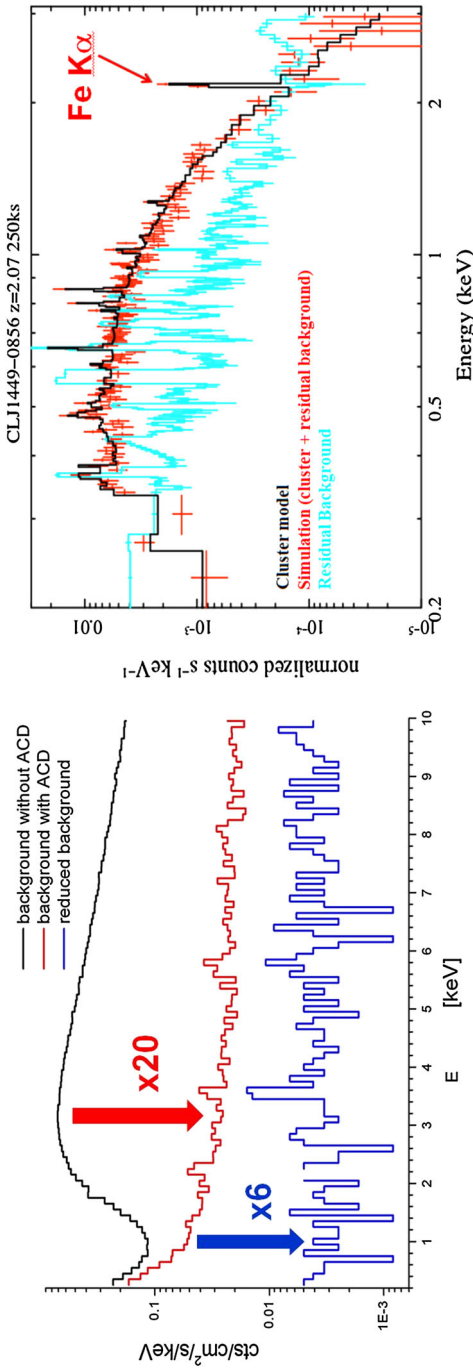 background without ACD
background with ACD
reduced background
x20
x6
cts/cm²/s/keV
0.1
0.01
1E-3
1
2
3
4
5
6
7
8
9
10
E [keV]
CLJ1449−0856 z=2.07 250ks
Fe Kα
Cluster model
Simulation (cluster + residual background)
Residual Background
normalized counts s⁻¹ keV⁻¹
0.01
10⁻³
10⁻⁴
10⁻⁵
0.2
0.5
1
2
Energy (keV)